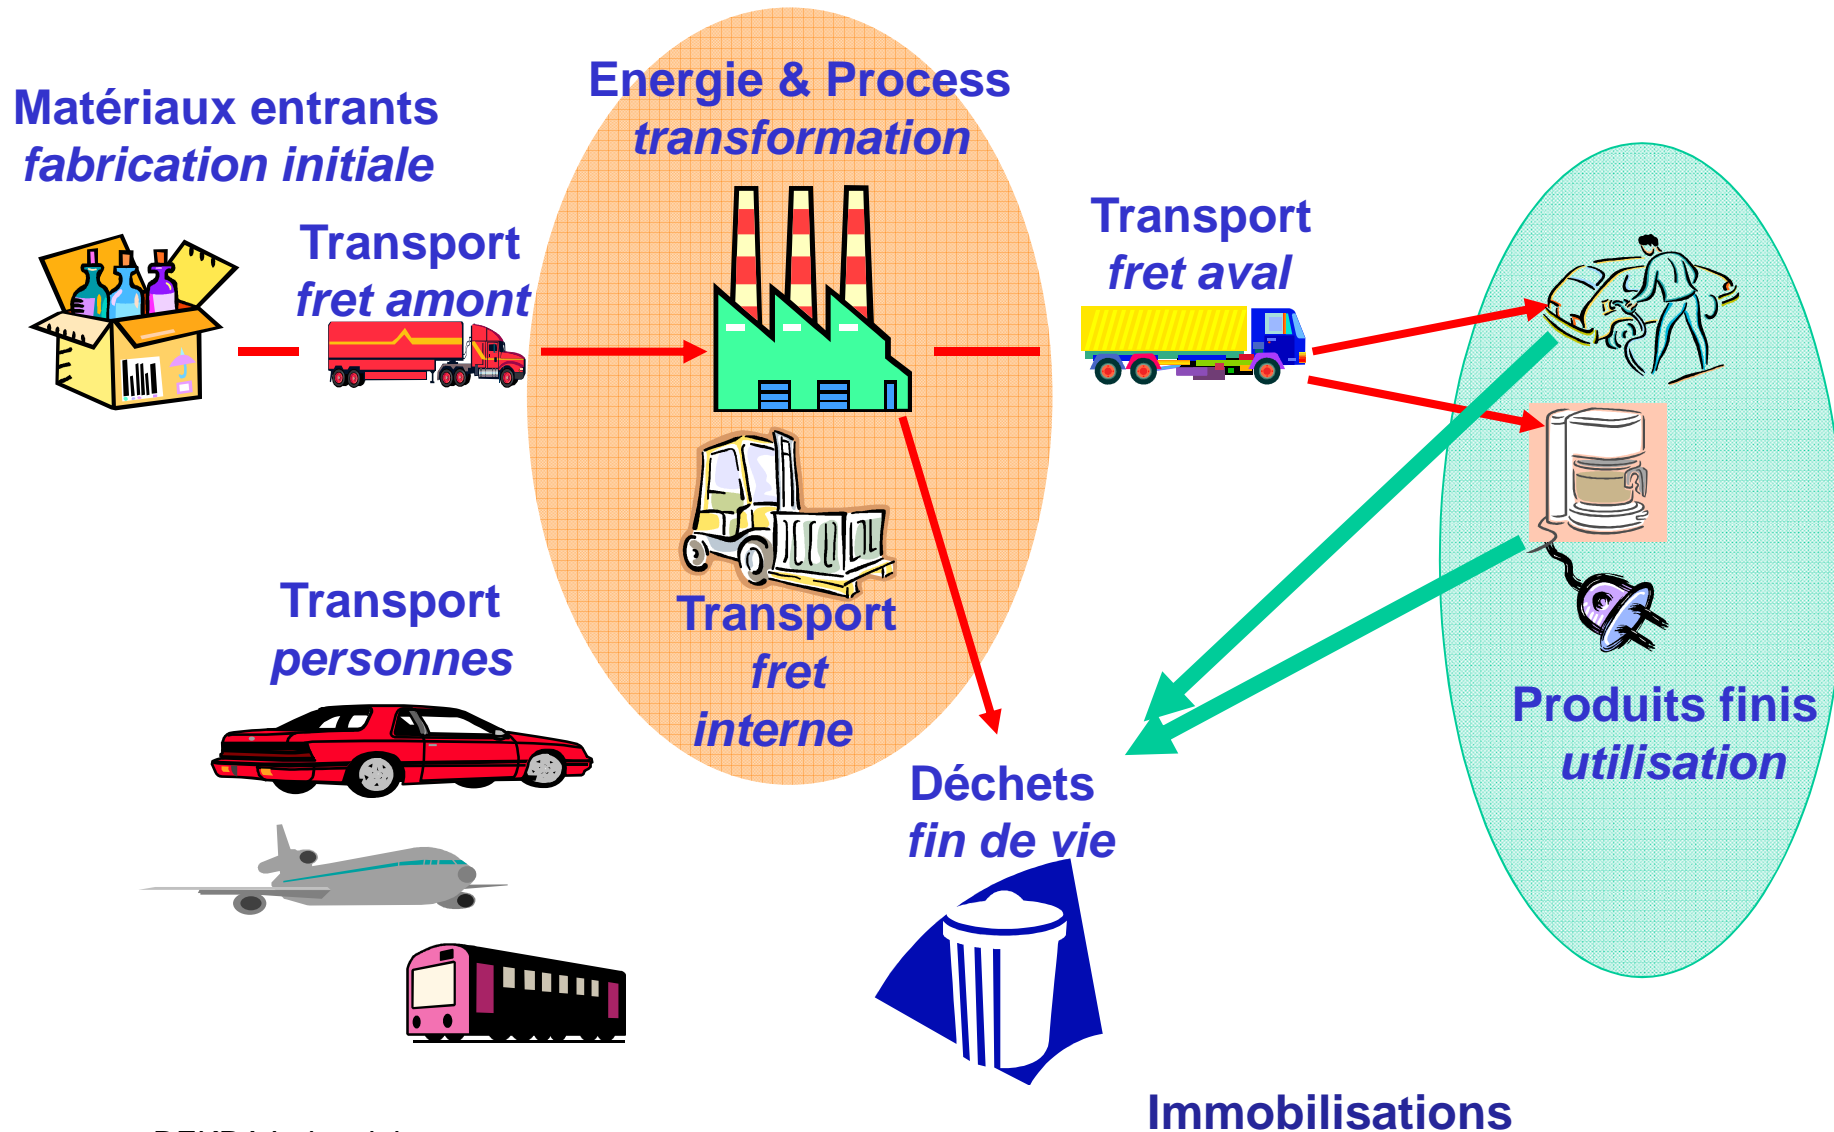 Energie & Process
transformation
Matériaux entrants
fabrication initiale
Transport
fret amont
Transport
fret aval
Transport
personnes
Transport
fret
interne
Produits finis
utilisation
Déchets
fin de vie
Immobilisations